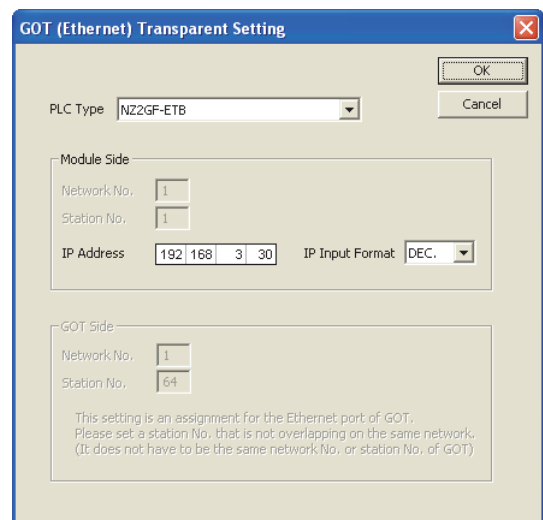 GOT (Ethernet) Transparent Setting
OK
PLC Type NZ2GF-ETB
Cancel
Module Side
Network No. 1
Station No. 1
IP Address 192 168 3 30 IP Input Format DEC.
GOT Side
Network No. 1
Station No. 64
This setting is an assignment for the Ethernet port of GOT.
Please set a station No. that is not overlapping on the same network.
(It does not have to be the same network No. or station No. of GOT)